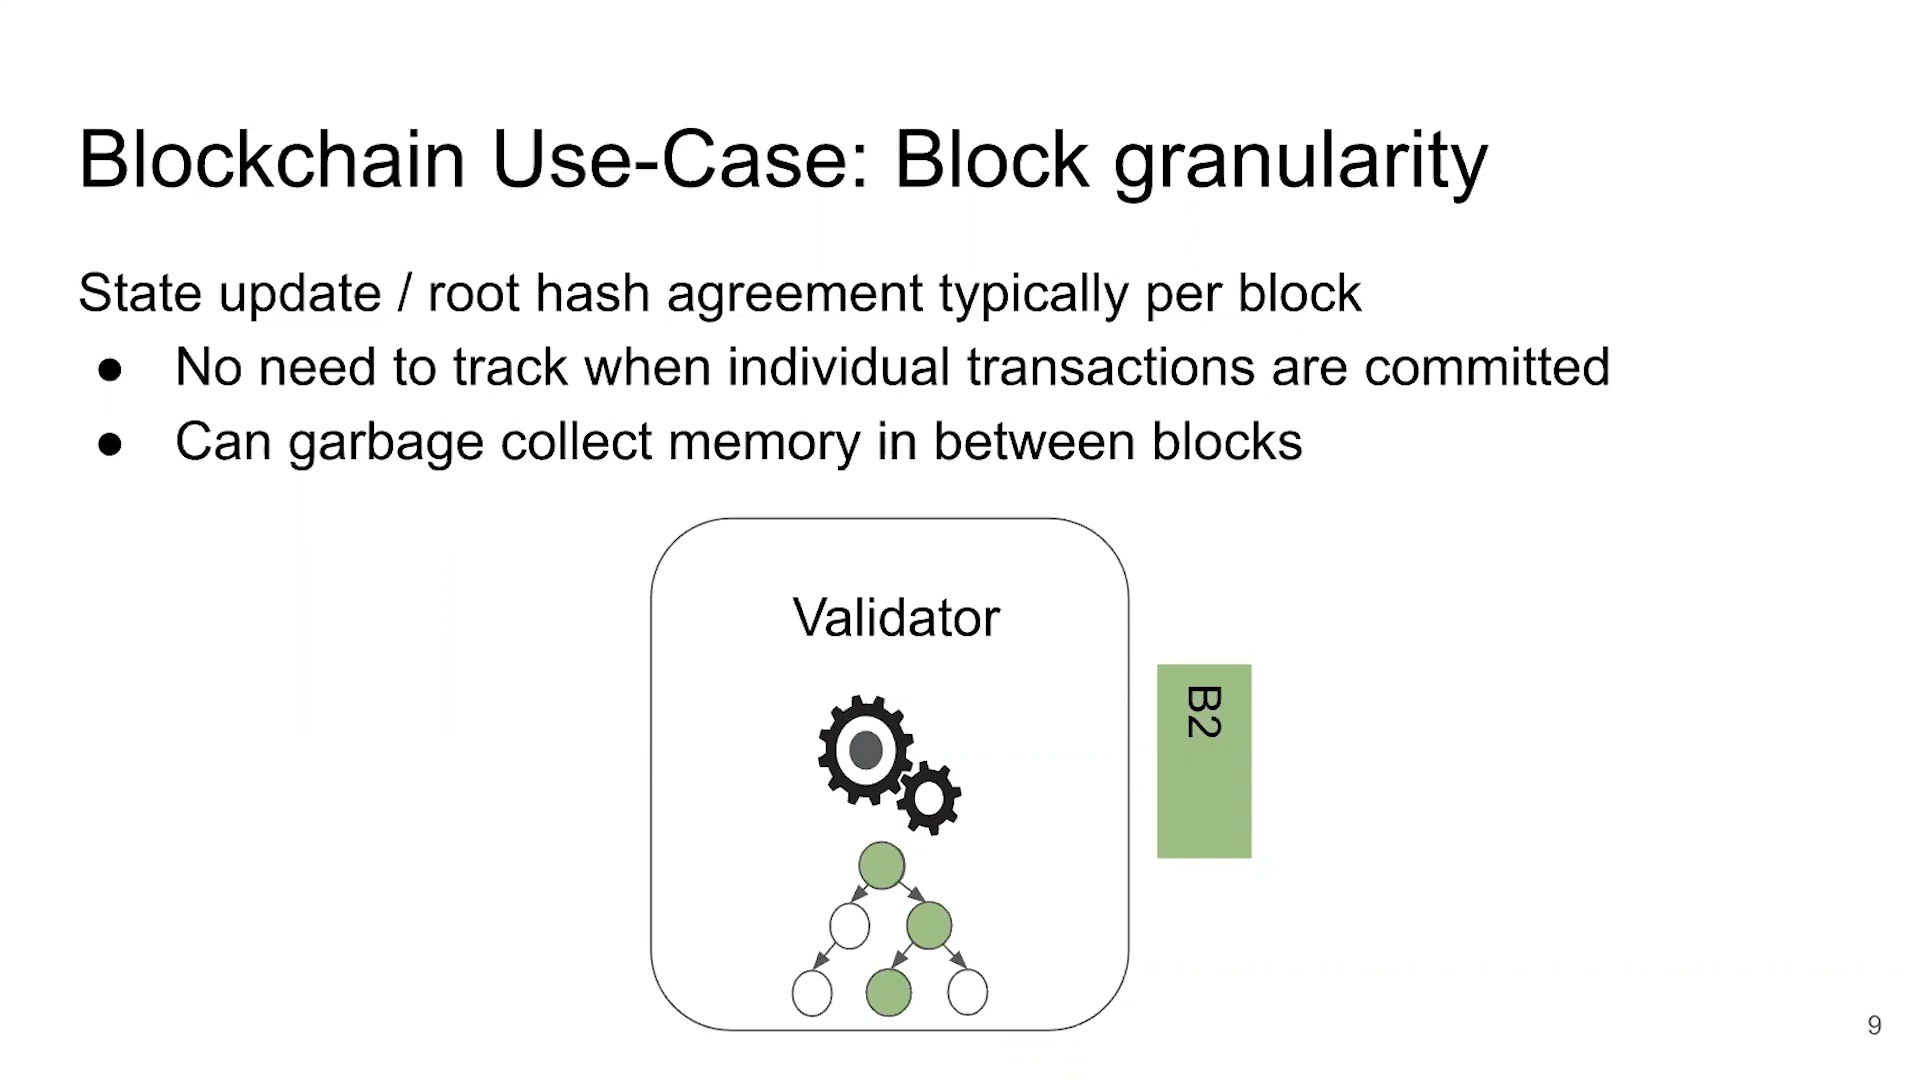 Blockchain Use-Case: Block granularity
State update / root hash agreement typically per block
● No need to track when individual transactions are committed
● Can garbage collect memory in between blocks
Validator
B2
9